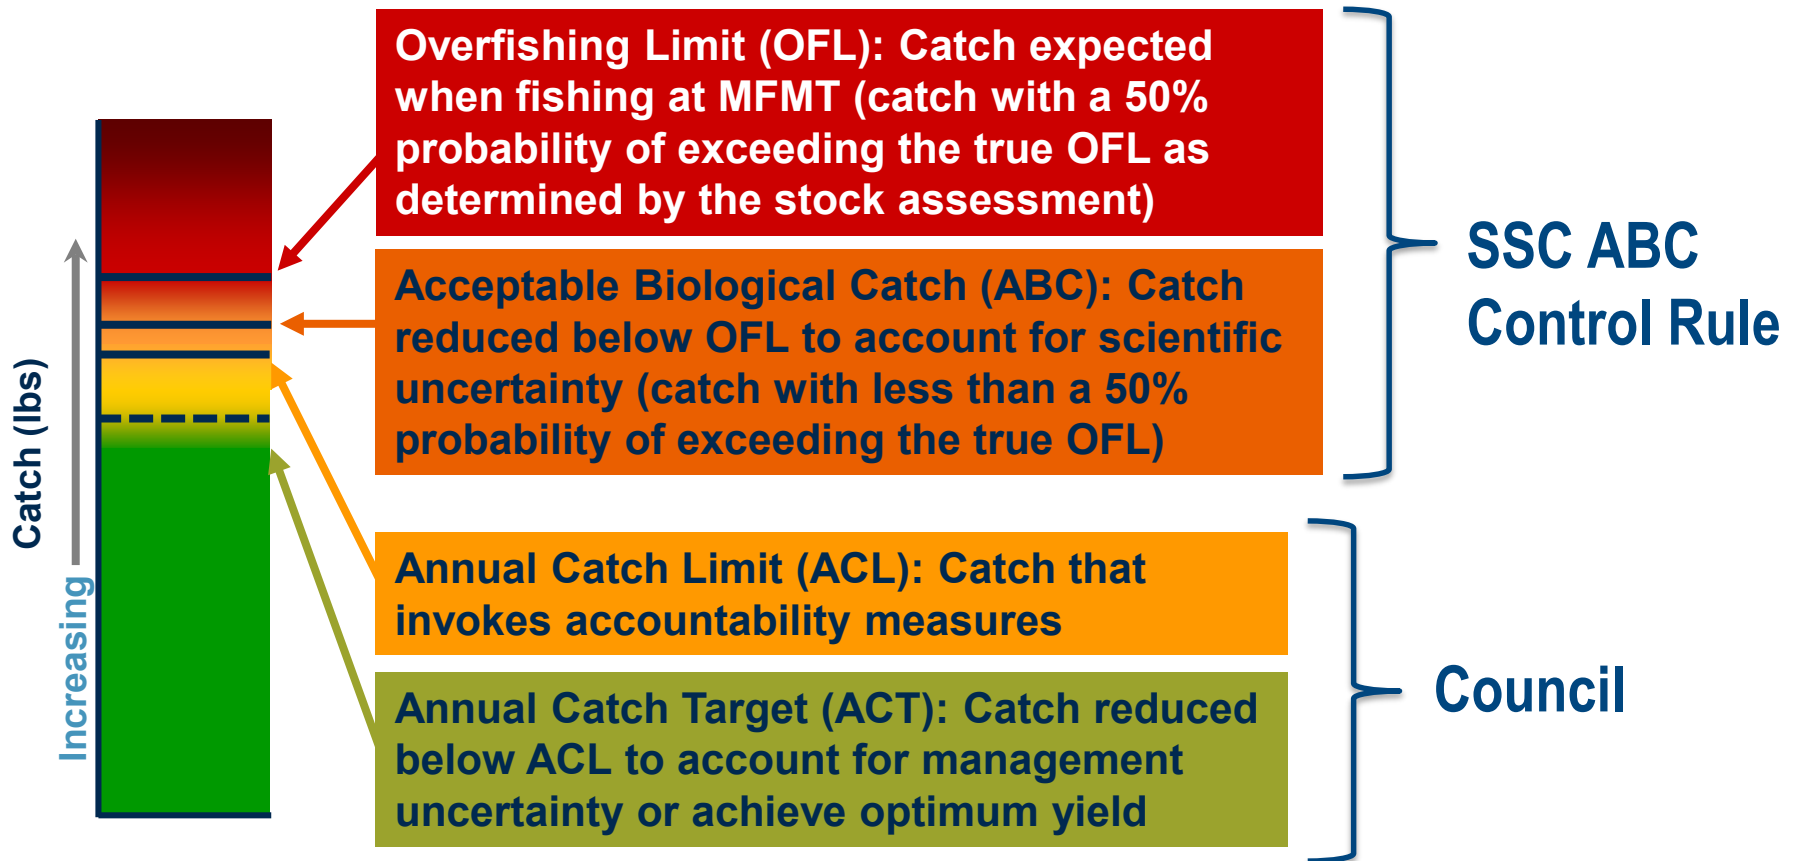 Overfishing Limit (OFL): Catch expected
when fishing at MFMT (catch with a 50%
probability of exceeding the true OFL as
determined by the stock assessment)
Acceptable Biological Catch (ABC): Catch
reduced below OFL to account for scientific
uncertainty (catch with less than a 50%
probability of exceeding the true OFL)
SSC ABC
Control Rule
Annual Catch Limit (ACL): Catch that
invokes accountability measures
Annual Catch Target (ACT): Catch reduced
below ACL to account for management
uncertainty or achieve optimum yield
Council
Catch (lbs)
Increasing